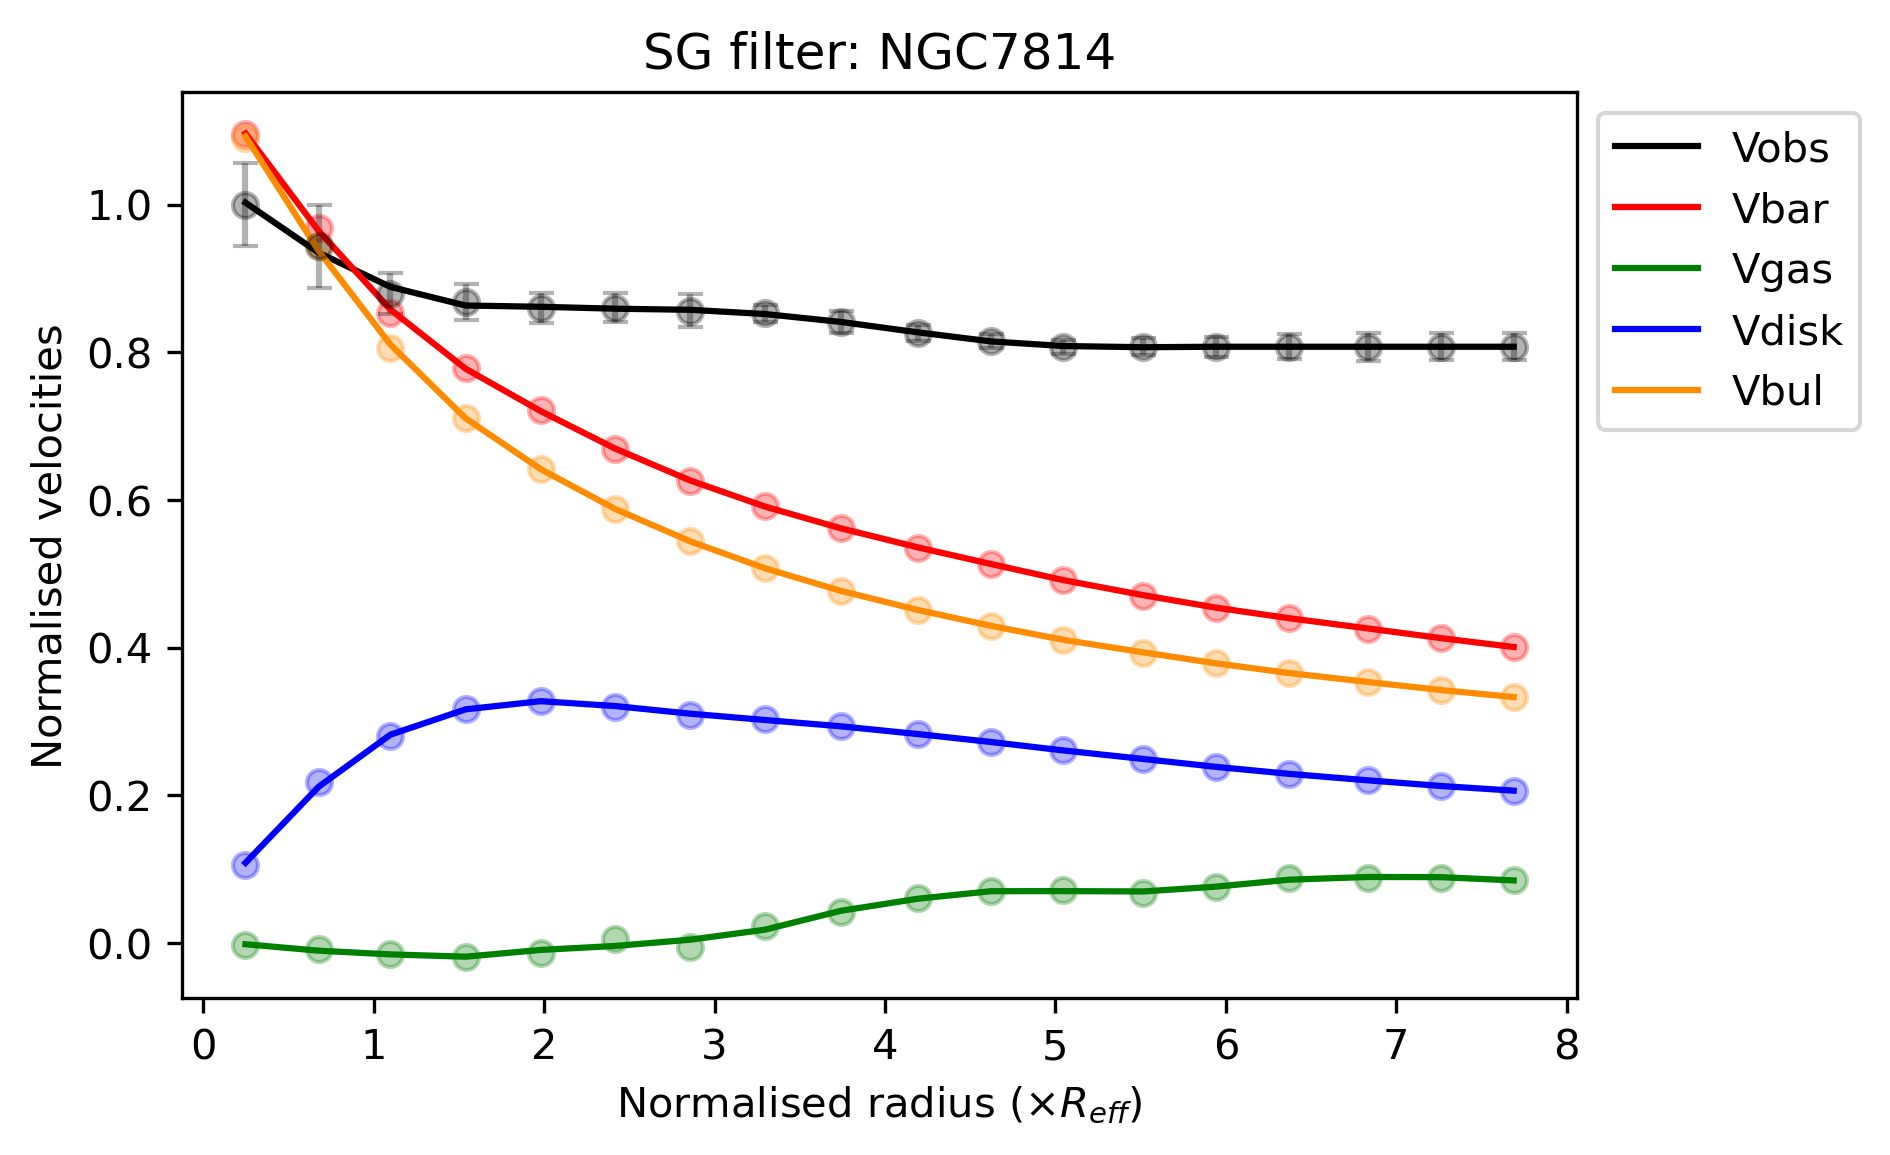 SG filter: NGC7814
Normalised velocities
1.0
0.8
0.6
0.4
0.2
0.0
0 1 2 3 4 5 6 7 8
Normalised radius (×R_eff)
Vobs
Vbar
Vgas
Vdisk
Vbul